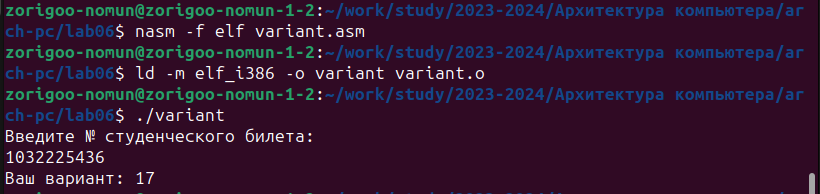 zorigoo-nomun@zorigoo-nomun-1-2:~/work/study/2023-2024/Архитектура компьютера/ar
ch-pc/lab06$ nasm -f elf variant.asm
zorigoo-nomun@zorigoo-nomun-1-2:~/work/study/2023-2024/Архитектура компьютера/ar
ch-pc/lab06$ ld -m elf_i386 -o variant variant.o
zorigoo-nomun@zorigoo-nomun-1-2:~/work/study/2023-2024/Архитектура компьютера/ar
ch-pc/lab06$ ./variant
Введите № студенческого билета:
1032225436
Ваш вариант: 17